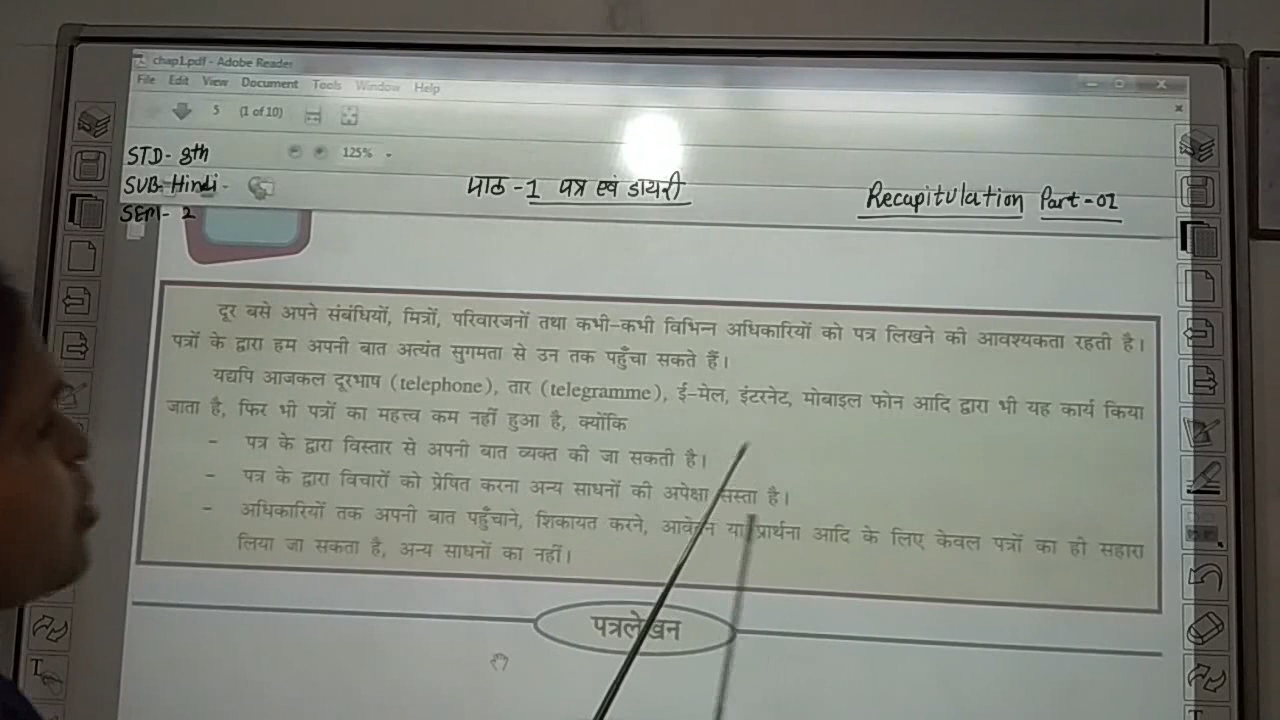 chap1.pdf - Adobe Reader
File Edit View Document Tools Window Help
5 (1 of 10)
125%
STD- 8th
SUB- Hindi -
SEM- 2
पाठ -1 पत्र एवं डायरी
Recapitulation Part-01
दूर बसे अपने संबंधियों, मित्रों, परिवारजनों तथा कभी-कभी विभिन्न अधिकारियों को पत्र लिखने की आवश्यकता रहती है।
पत्रों के द्वारा हम अपनी बात अत्यंत सुगमता से उन तक पहुँचा सकते हैं।
यद्यपि आजकल दूरभाष (telephone), तार (telegramme), ई-मेल, इंटरनेट, मोबाइल फोन आदि द्वारा भी यह कार्य किया
जाता है, फिर भी पत्रों का महत्त्व कम नहीं हुआ है, क्योंकि
- पत्र के द्वारा विस्तार से अपनी बात व्यक्त की जा सकती है।
- पत्र के द्वारा विचारों को प्रेषित करना अन्य साधनों की अपेक्षा सस्ता है।
- अधिकारियों तक अपनी बात पहुँचाने, शिकायत करने, आवेदन या प्रार्थना आदि के लिए केवल पत्रों का ही सहारा
लिया जा सकता है, अन्य साधनों का नहीं।
पत्रलेखन